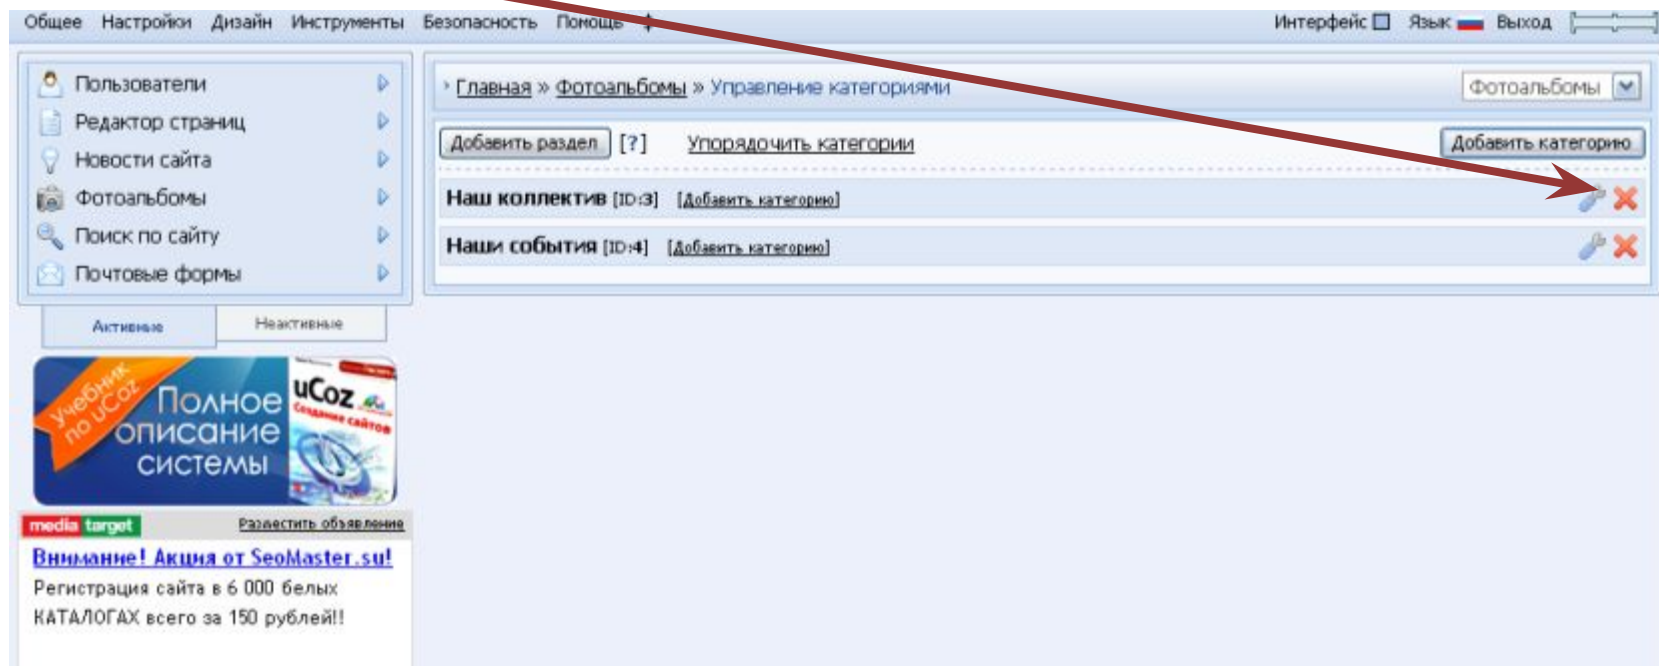 Общее Настройки Дизайн Инструменты Безопасность Помощь Интерфейс Язык Выход
Пользователи
Редактор страниц
Новости сайта
Фотоальбомы
Поиск по сайту
Почтовые формы
Активные Неактивные
› Главная » Фотоальбомы » Управление категориями Фотоальбомы
Добавить раздел [?] Упорядочить категории Добавить категорию
Наш коллектив [ID:3] [Добавить категорию]
Наши события [ID:4] [Добавить категорию]
Учебник
по uCoz
Полное
описание
системы
uCoz
Создание сайтов
media target Разместить объявление
Внимание! Акция от SeoMaster.su!
Регистрация сайта в 6 000 белых
КАТАЛОГАХ всего за 150 рублей!!